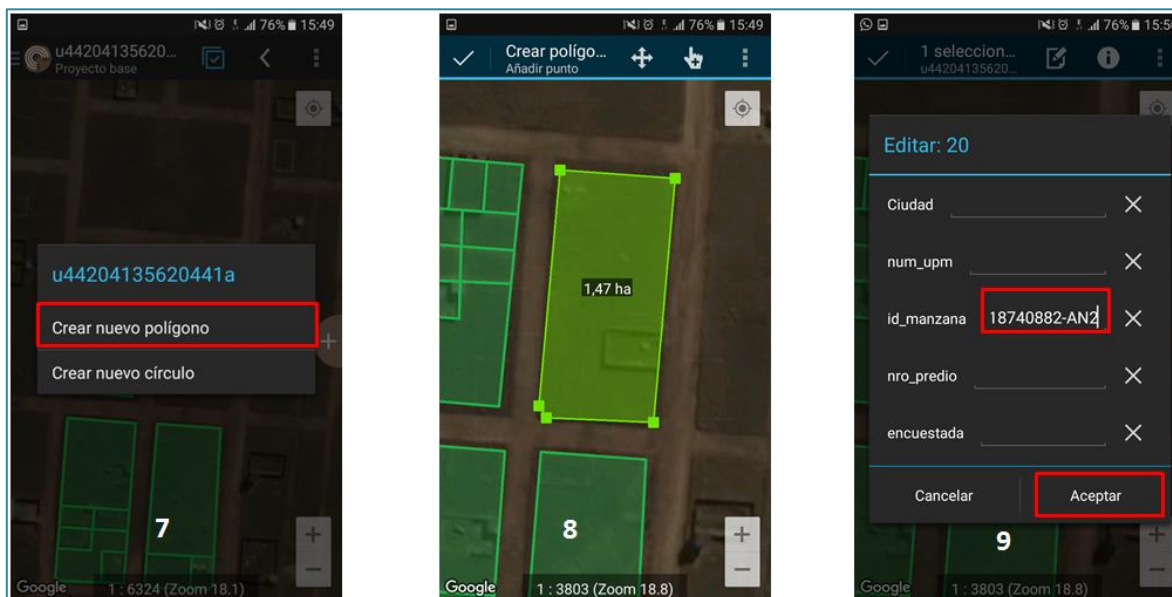 76% 15:49
u44204135620...
Proyecto base
u44204135620441a
Crear nuevo polígono
Crear nuevo círculo
7
Google
1 : 6324 (Zoom 18.1)
76% 15:49
Crear polígo...
Añadir punto
1,47 ha
8
Google
1 : 3803 (Zoom 18.8)
76% 15:5
1 seleccion...
u44204135620...
Editar: 20
Ciudad
num_upm
id_manzana 18740882-AN2
nro_predio
encuestada
Cancelar Aceptar
9
Google
1 : 3803 (Zoom 18.8)